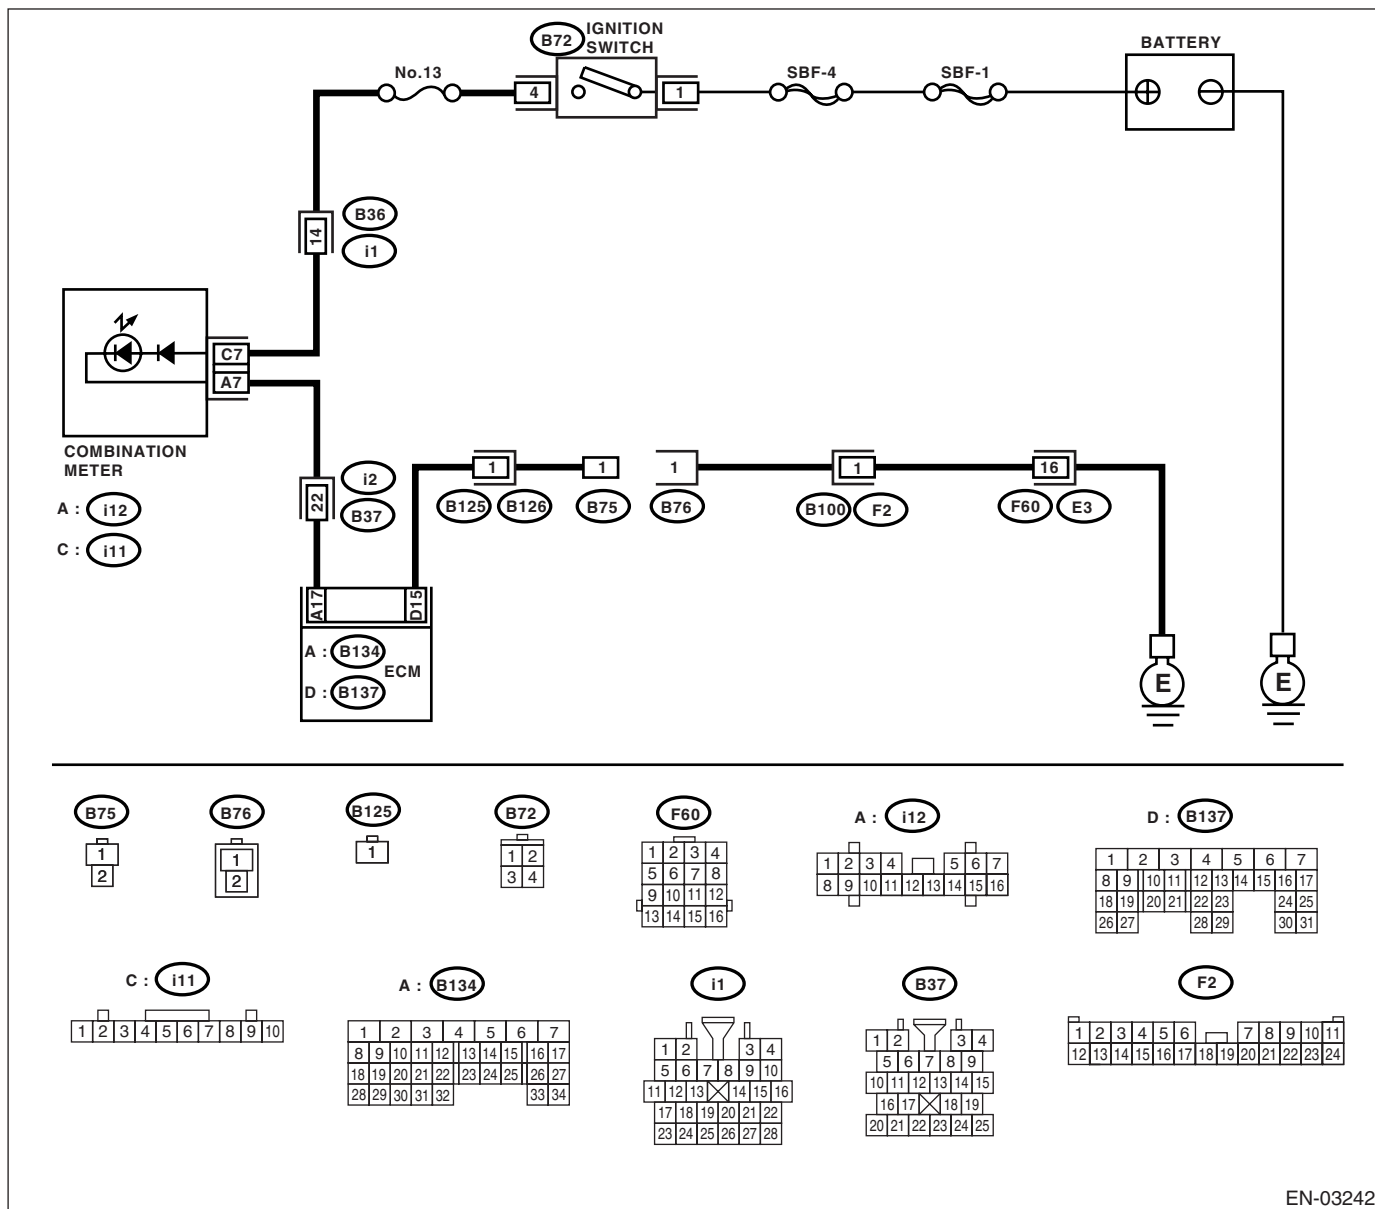 IGNITION
SWITCH
B72
BATTERY
No.13
SBF-4
SBF-1
4
1
B36
14
i1
C7
A7
COMBINATION
METER
A : i12
C : i11
i2
22
B37
1
1
1
1
16
B125
B126
B75
B76
B100
F2
F60
E3
A17
D15
A : B134
ECM
D : B137
E
E
B75
1
2
B76
1
2
B125
1
B72
1 2
3 4
F60
1 2 3 4
5 6 7 8
9 10 11 12
13 14 15 16
A : i12
1 2 3 4 5 6 7
8 9 10 11 12 13 14 15 16
D : B137
1 2 3 4 5 6 7
8 9 10 11 12 13 14 15 16 17
18 19 20 21 22 23 24 25
26 27 28 29 30 31
C : i11
1 2 3 4 5 6 7 8 9 10
A : B134
1 2 3 4 5 6 7
8 9 10 11 12 13 14 15 16 17
18 19 20 21 22 23 24 25 26 27
28 29 30 31 32 33 34
i1
1 2 3 4
5 6 7 8 9 10
11 12 13 14 15 16
17 18 19 20 21 22
23 24 25 26 27 28
B37
1 2 3 4
5 6 7 8 9
10 11 12 13 14 15
16 17 18 19
20 21 22 23 24 25
F2
1 2 3 4 5 6 7 8 9 10 11
12 13 14 15 16 17 18 19 20 21 22 23 24
EN-03242